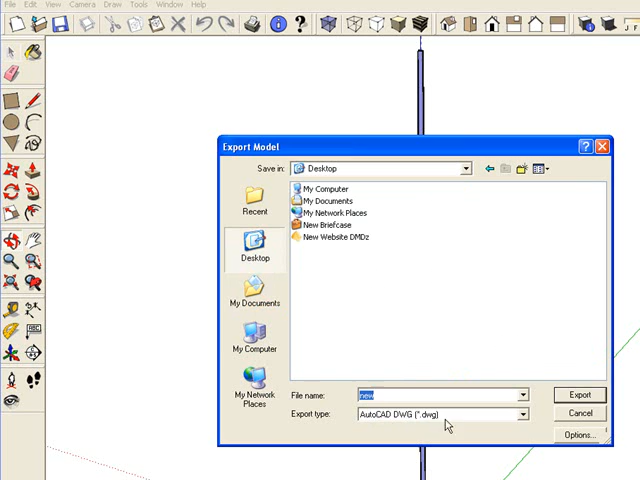 File Edit View Camera Draw Tools Window Help
Export Model
Save in: Desktop
My Computer
My Documents
My Network Places
New Briefcase
New Website DMDz
Recent
Desktop
My Documents
My Computer
My Network
Places
File name: new
Export
Export type: AutoCAD DWG (*.dwg)
Cancel
Options...
ABC
J F